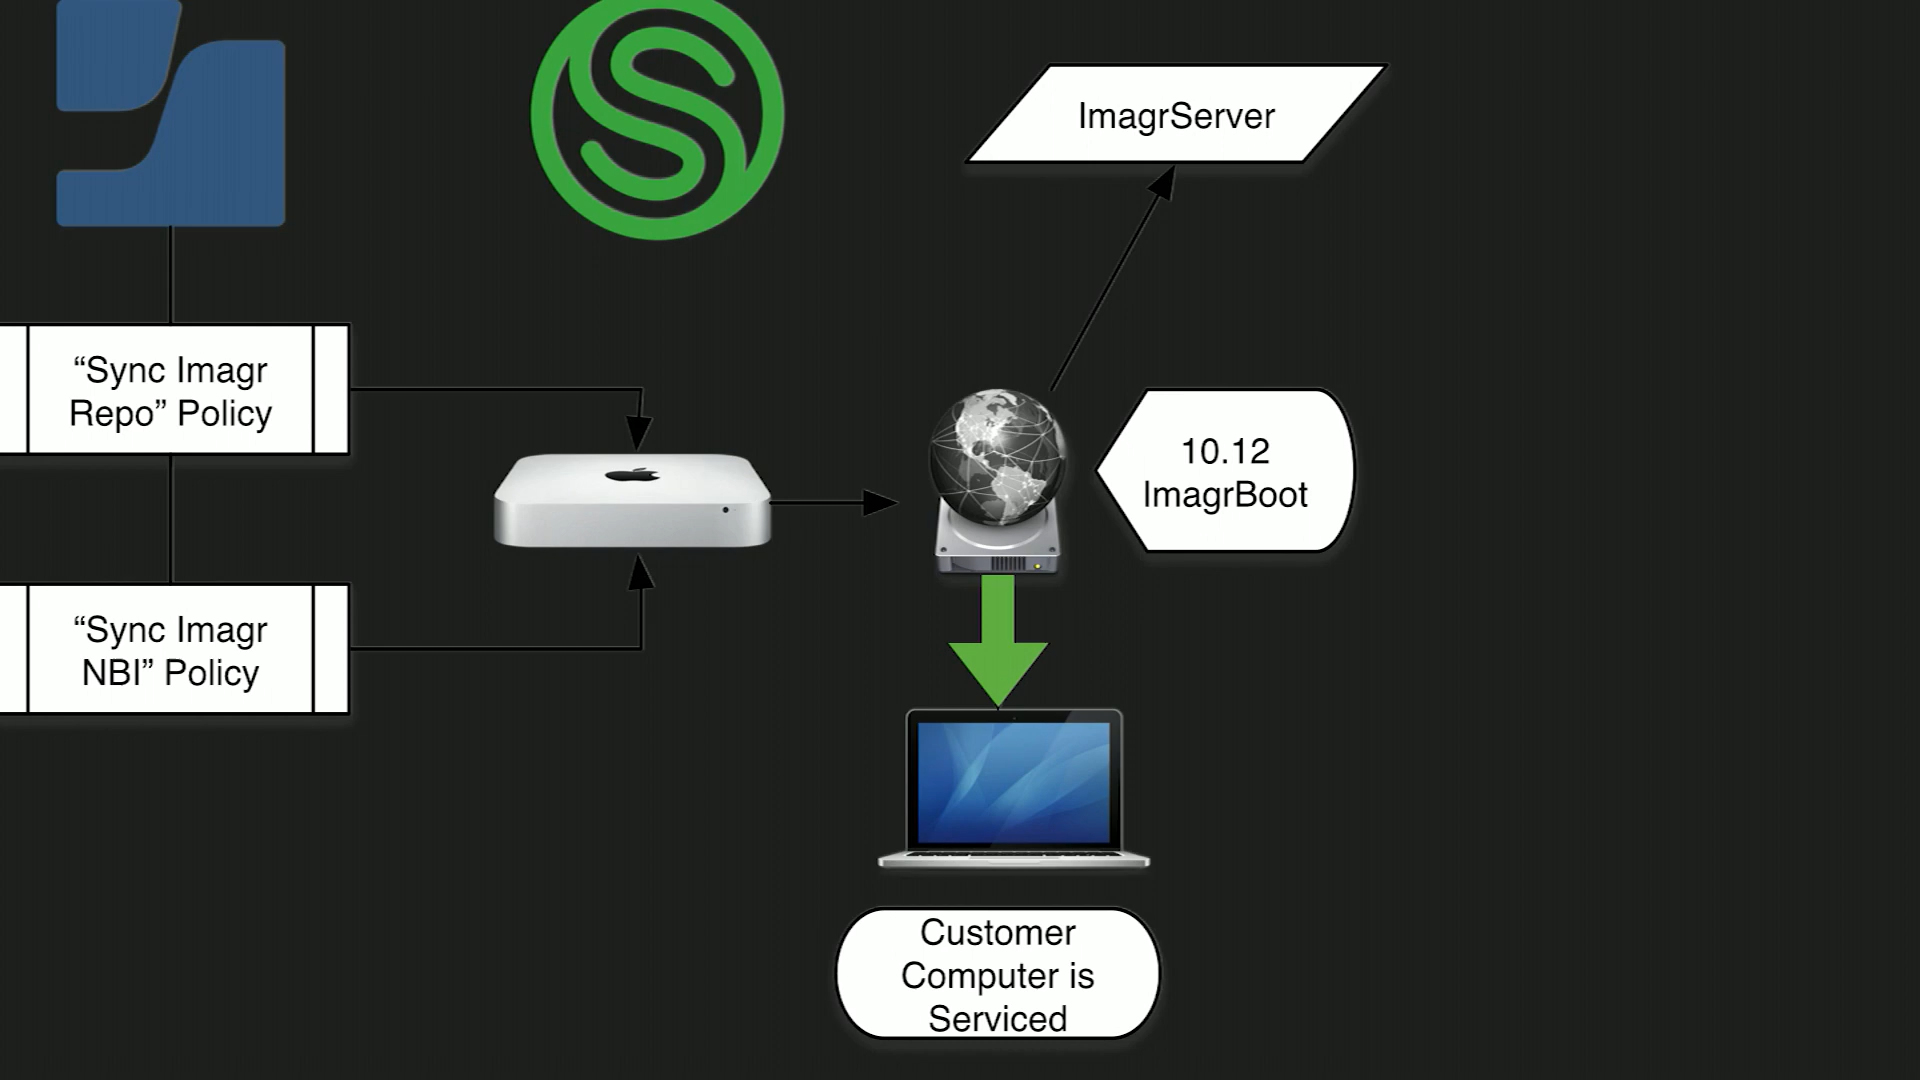 ImagrServer
“Sync Imagr
Repo” Policy
10.12
ImagrBoot
“Sync Imagr
NBI” Policy
Customer
Computer is
Serviced